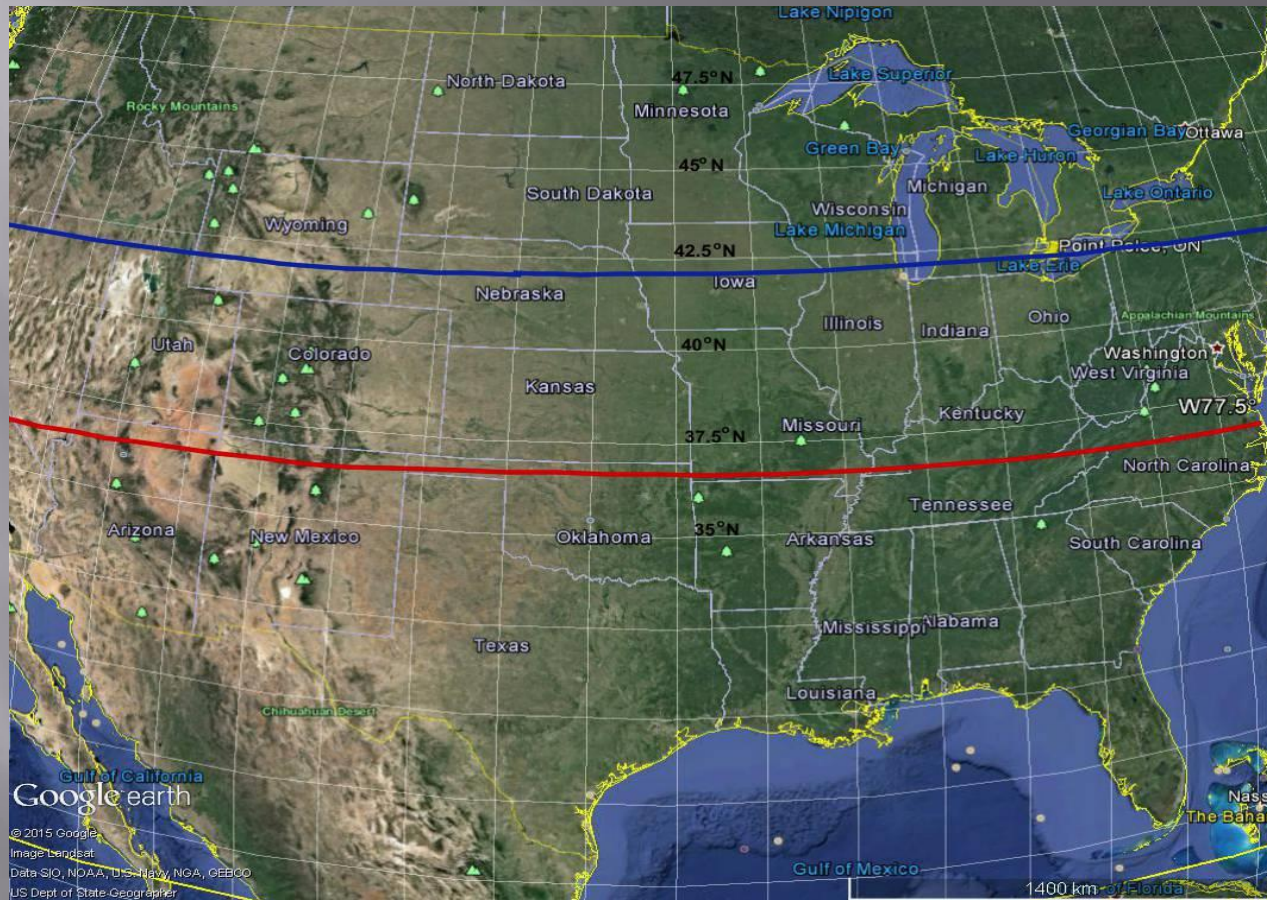 Lake Nipigon
47.5°N
Lake Superior
North Dakota
Rocky Mountains
Minnesota
Georgian Bay
Ottawa
Green Bay
Lake Huron
45° N
Michigan
South Dakota
Lake Ontario
Wisconsin
Wyoming
Lake Michigan
42.5°N
Point Pelee, ON
Lake Erie
Iowa
Nebraska
Appalachian Mountains
Ohio
Illinois
Indiana
Utah
40°N
Colorado
Washington
West Virginia
Kansas
W77.5°
Kentucky
Missouri
37.5°N
North Carolina
Tennessee
Arizona
35°N
New Mexico
Oklahoma
Arkansas
South Carolina
Mississippi
Alabama
Texas
Louisiana
Chihuahuan Desert
Gulf of California
Google earth
Nass
The Baha
© 2015 Google
Image Landsat
Data SIO, NOAA, U.S. Navy, NGA, GEBCO
Gulf of Mexico
US Dept of State Geographer
1400 km
of Florida